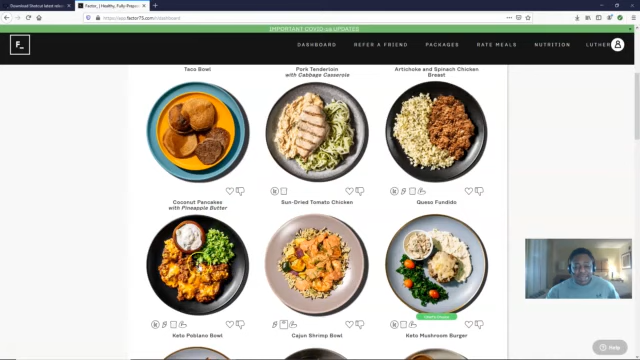 Download Shotcut latest rele
Factor_ | Healthy, Fully-Prepa
https://app.factor75.com/dashboard
IMPORTANT COVID-19 UPDATES
F_
DASHBOARD
REFER A FRIEND
PACKAGES
RATE MEALS
NUTRITION
LUTHER
Taco Bowl
Pork Tenderloin
with Cabbage Casserole
Artichoke and Spinach Chicken
Breast
Coconut Pancakes
with Pineapple Butter
Sun-Dried Tomato Chicken
Queso Fundido
Keto Poblano Bowl
Cajun Shrimp Bowl
Keto Mushroom Burger
Help